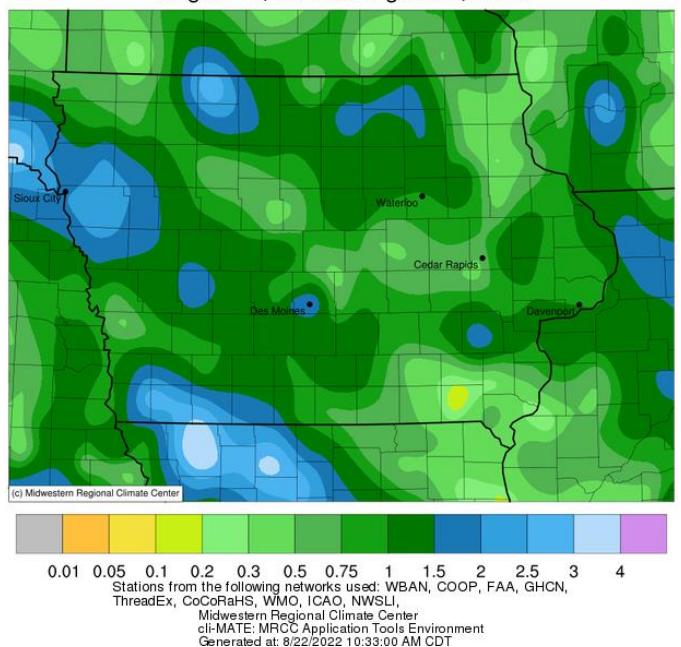 Sioux City
Waterloo
Cedar Rapids
Des Moines
Davenport
(c) Midwestern Regional Climate Center
0.01 0.05 0.1 0.2 0.3 0.5 0.75 1 1.5 2 2.5 3 4
Stations from the following networks used: WBAN, COOP, FAA, GHCN,
ThreadEx, CoCoRaHS, WMO, ICAO, NWSLI,
Midwestern Regional Climate Center
cli-MATE: MRCC Application Tools Environment
Generated at: 8/22/2022 10:33:00 AM CDT